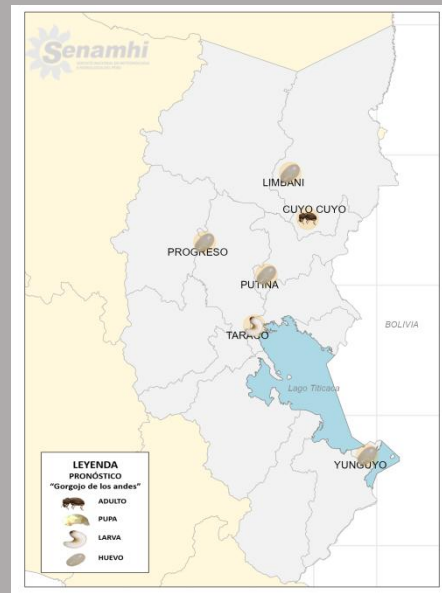 Senamhi
LIMBANI
CUYO CUYO
PROGRESO
PUTINA
TARACO
BOLIVIA
Lago Titicaca
YUNGUYO
LEYENDA
PRONÓSTICO
"Gorgojo de los andes"
ADULTO
PUPA
LARVA
HUEVO